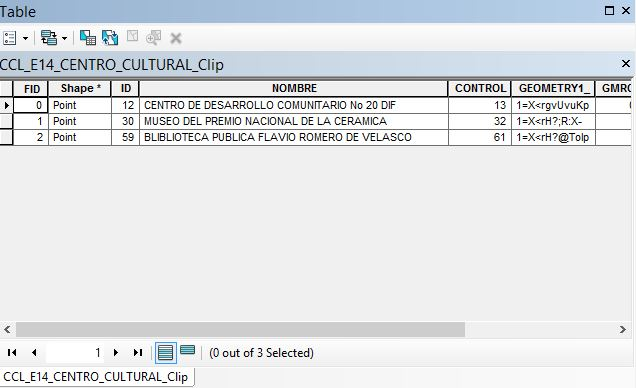 Table
CCL_E14_CENTRO_CULTURAL_Clip
FID Shape * ID NOMBRE CONTROL GEOMETRY1_ GMRC
0 Point 12 CENTRO DE DESARROLLO COMUNITARIO No 20 DIF 13 1=X<rgvUvuKp
1 Point 30 MUSEO DEL PREMIO NACIONAL DE LA CERAMICA 32 1=X<rH?;R:X-
2 Point 59 BLIBLIOTECA PUBLICA FLAVIO ROMERO DE VELASCO 61 1=X<rH?@Tolp
1 (0 out of 3 Selected)
CCL_E14_CENTRO_CULTURAL_Clip